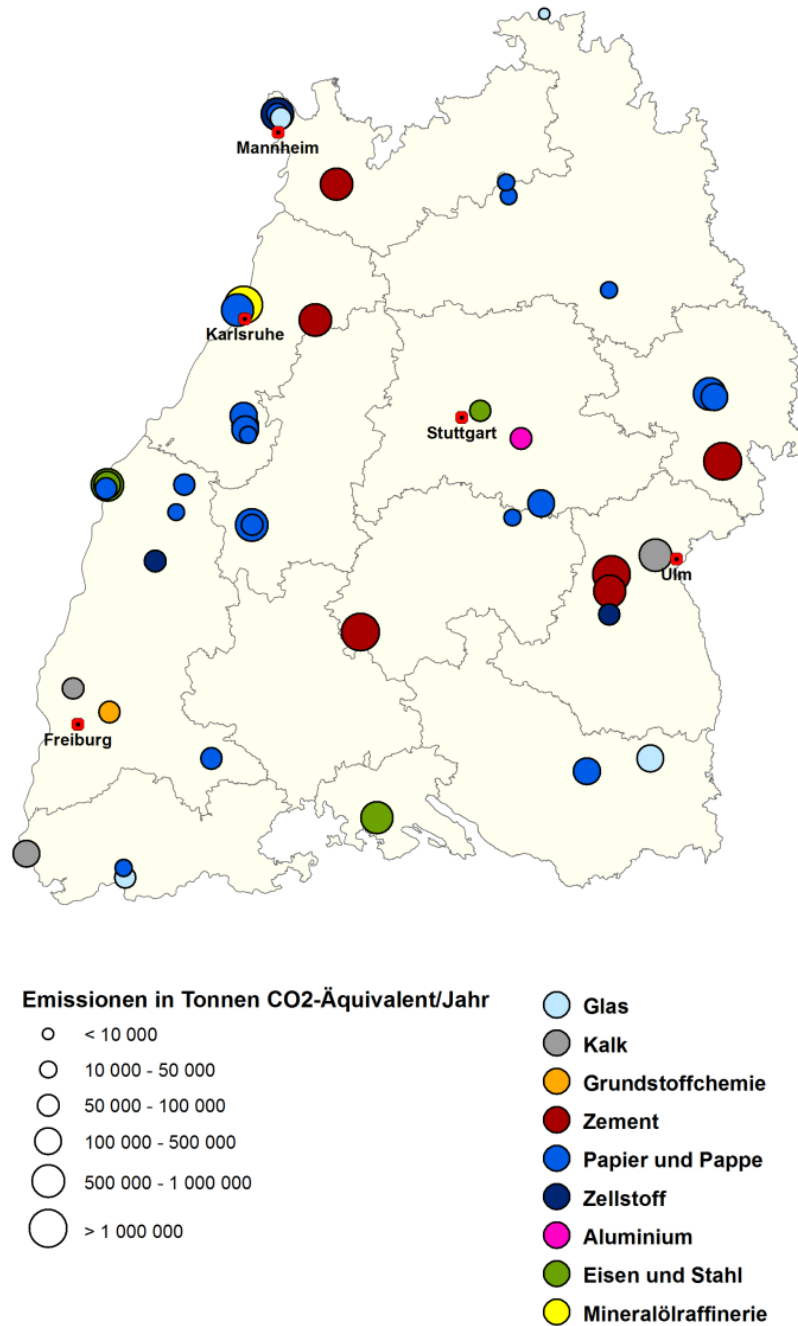 Mannheim
Karlsruhe
Stuttgart
Ulm
Freiburg
Emissionen in Tonnen CO2-Äquivalent/Jahr
< 10 000
10 000 - 50 000
50 000 - 100 000
100 000 - 500 000
500 000 - 1 000 000
> 1 000 000
Glas
Kalk
Grundstoffchemie
Zement
Papier und Pappe
Zellstoff
Aluminium
Eisen und Stahl
Mineralölraffinerie